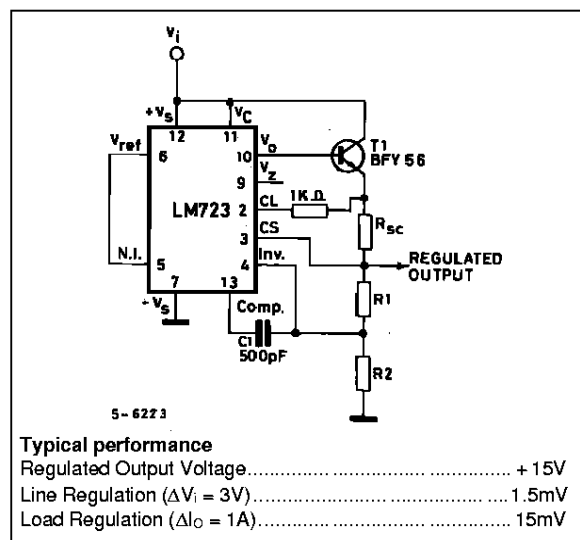 Vi
+Vs
VC
12
11
Vref
6
Vo
10
T1
BFY 56
Vz
9
1KΩ
LM723
CL
2
Rsc
CS
3
REGULATED
OUTPUT
N.I.
5
Inv.
4
7
13
R1
+Vs
Comp.
C1
500pF
R2
5-6223
Typical performance
Regulated Output Voltage.............. ...................... ..................... ... +15V
Line Regulation (ΔVi = 3V)............. ...................... ..................... ....1.5mV
Load Regulation (ΔIO = 1A)............. ...................... ..................... .... 15mV